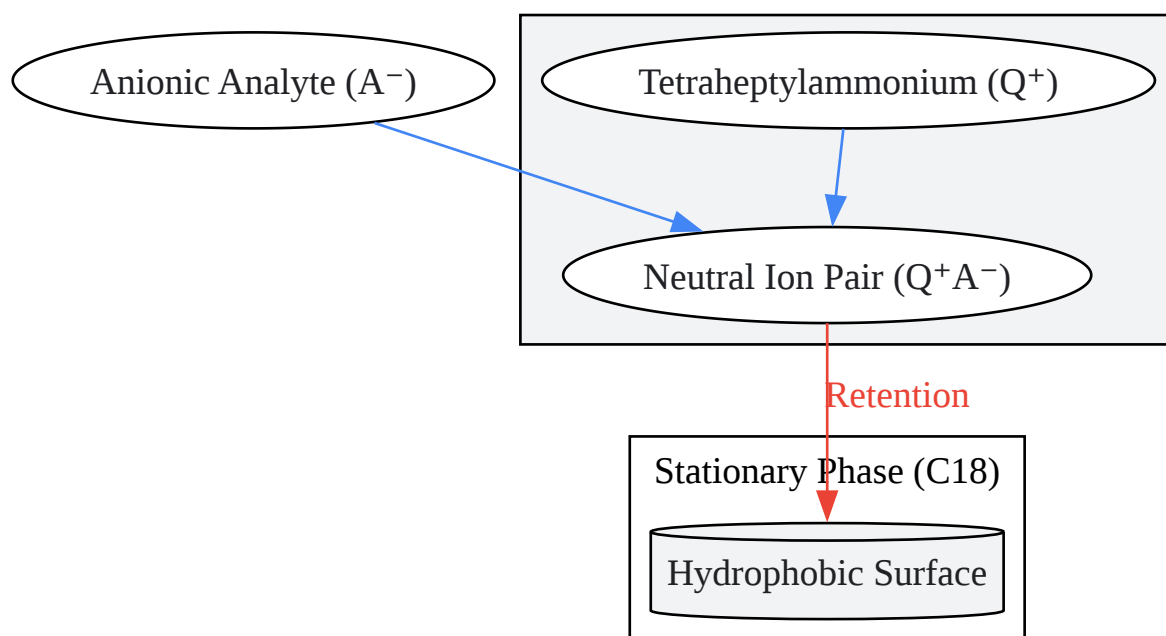 Anionic Analyte (A⁻)
Tetraheptylammonium (Q⁺)
Neutral Ion Pair (Q⁺A⁻)
Retention
Stationary Phase (C18)
Hydrophobic Surface